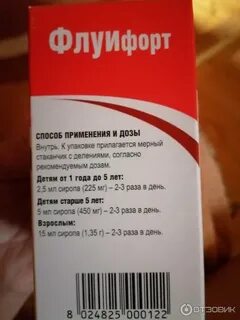 Флуифорт
СПОСОБ ПРИМЕНЕНИЯ И ДОЗЫ
Внутрь. К упаковке прилагается мерный
стаканчик с делениями, согласно
рекомендуемым дозам.
Детям от 1 года до 5 лет:
2,5 мл сиропа (225 мг) – 2-3 раза в день.
Детям старше 5 лет:
5 мл сиропа (450 мг) – 2-3 раза в день.
Взрослым:
15 мл сиропа (1,35 г) – 2-3 раза в день.
8 024825 000122
ОТЗОВИК